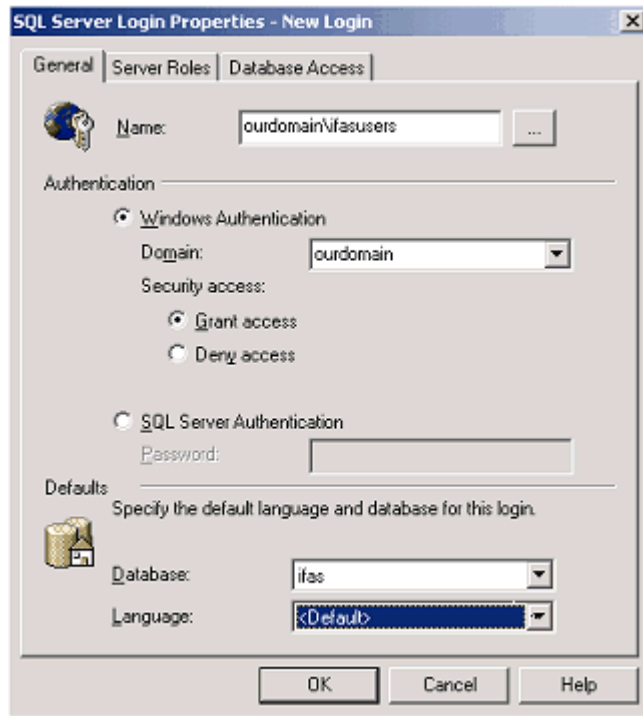 SQL Server Login Properties - New Login
General Server Roles Database Access
Name: ourdomain\ifasusers ...
Authentication
Windows Authentication
Domain: ourdomain
Security access:
Grant access
Deny access
SQL Server Authentication
Password:
Defaults
Specify the default language and database for this login.
Database: ifas
Language: <Default>
OK Cancel Help